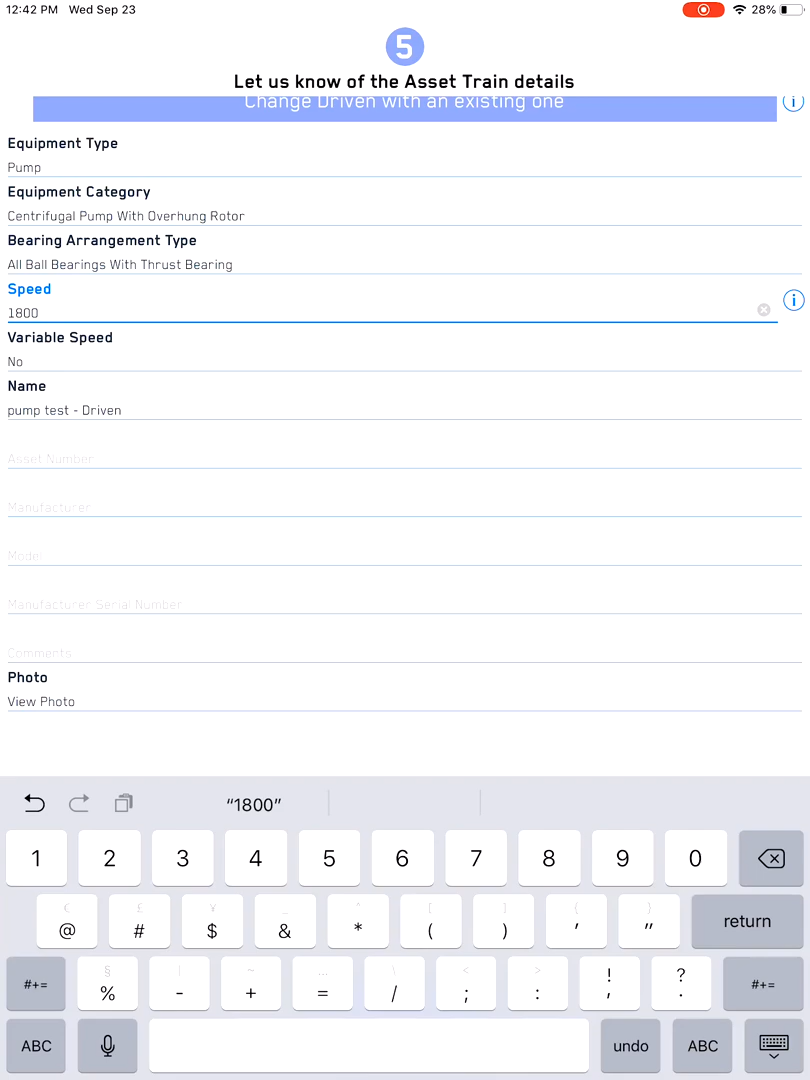 12:42 PM Wed Sep 23 28%
5
Let us know of the Asset Train details
Change Driven with an existing one
Equipment Type
Pump
Equipment Category
Centrifugal Pump With Overhung Rotor
Bearing Arrangement Type
All Ball Bearings With Thrust Bearing
Speed
1800
Variable Speed
No
Name
pump test - Driven
Asset Number
Manufacturer
Model
Manufacturer Serial Number
Comments
Photo
View Photo
“1800”
1 2 3 4 5 6 7 8 9 0
€ £ ¥ _ ^ [ ] { }
@ # $ & * ( ) ' " return
§ | ~ … \ < > ! ?
#+= % - + = / ; : , . #+=
ABC undo ABC